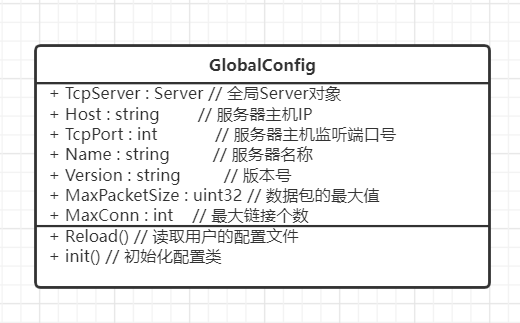 GlobalConfig
+ TcpServer : Server // 全局Server对象
+ Host : string // 服务器主机IP
+ TcpPort : int // 服务器主机监听端口号
+ Name : string // 服务器名称
+ Version : string // 版本号
+ MaxPacketSize : uint32 // 数据包的最大值
+ MaxConn : int // 最大链接个数
+ Reload() // 读取用户的配置文件
+ init() // 初始化配置类